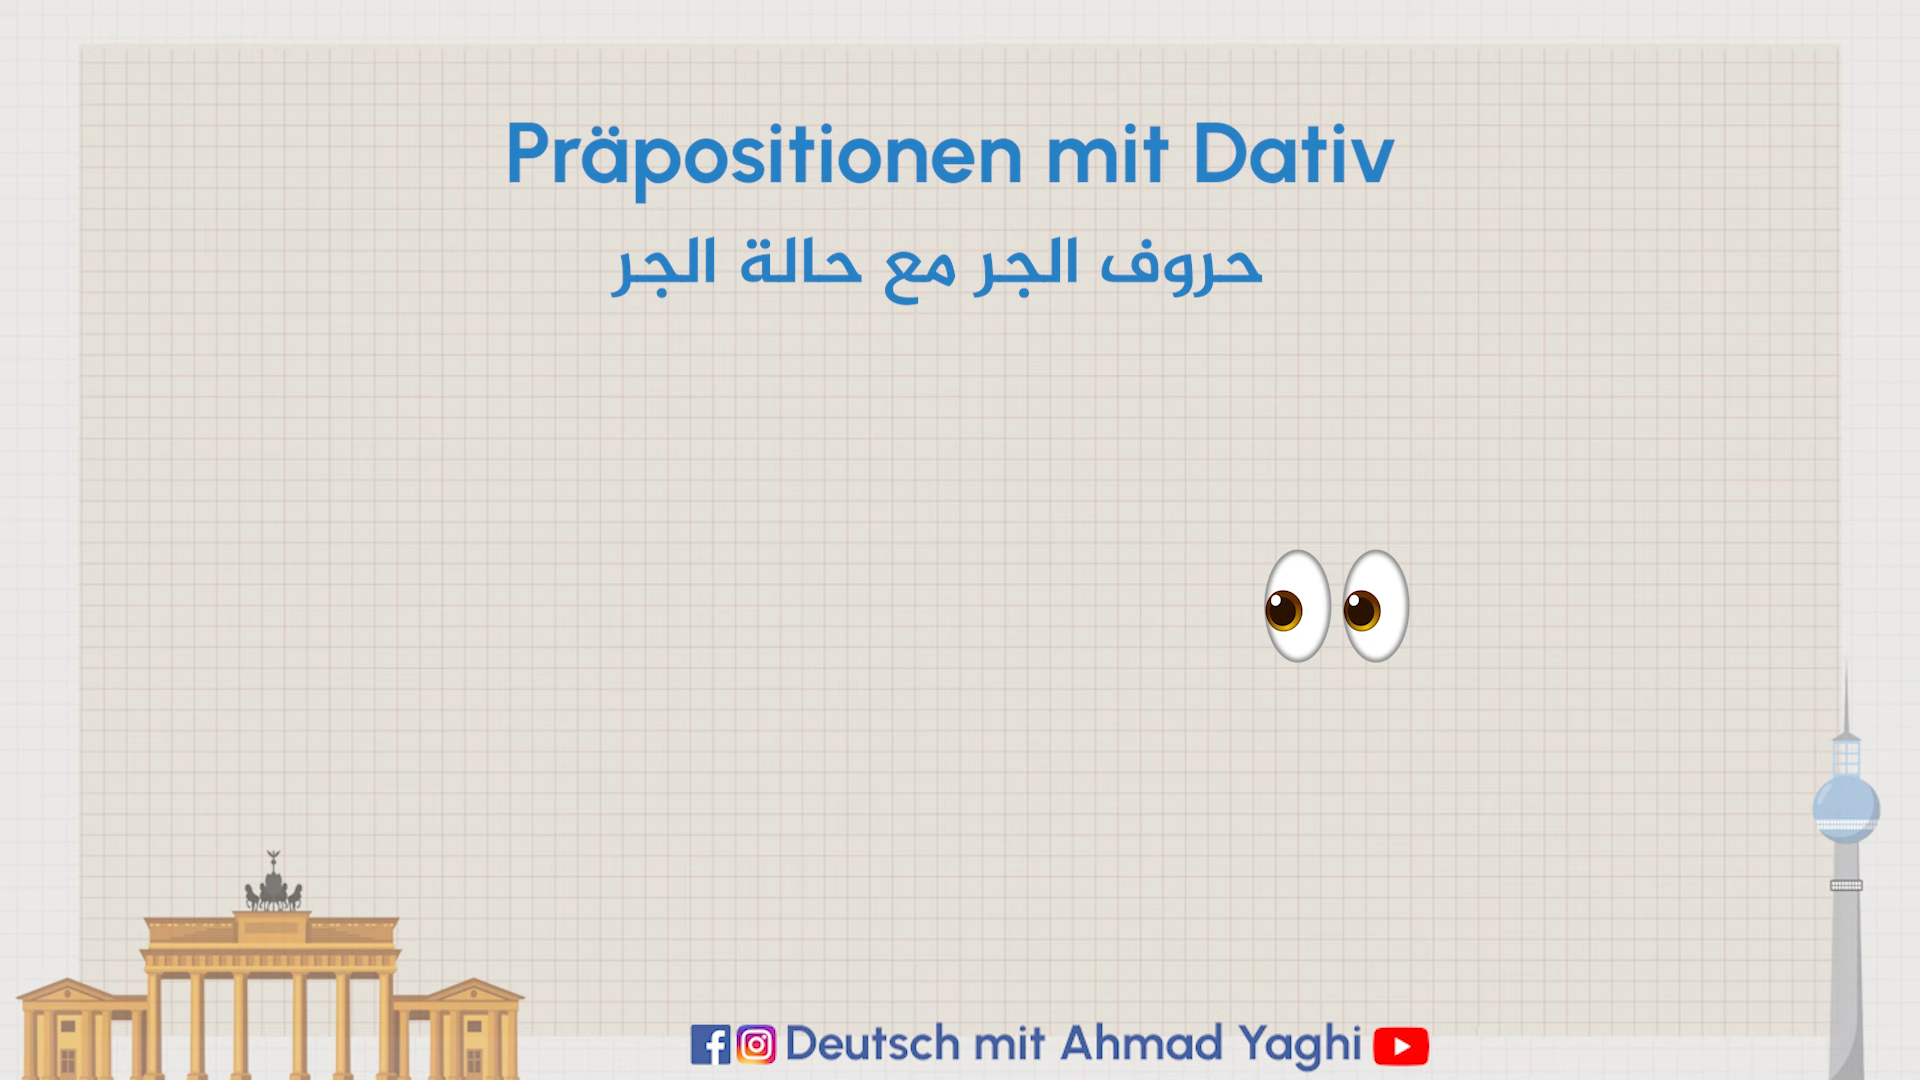 Präpositionen mit Dativ
حروف الجر مع حالة الجر
Deutsch mit Ahmad Yaghi